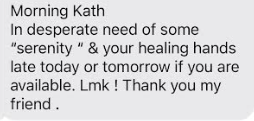 Morning Kath
In desperate need of some
“serenity “ & your healing hands
late today or tomorrow if you are
available. Lmk ! Thank you my
friend .